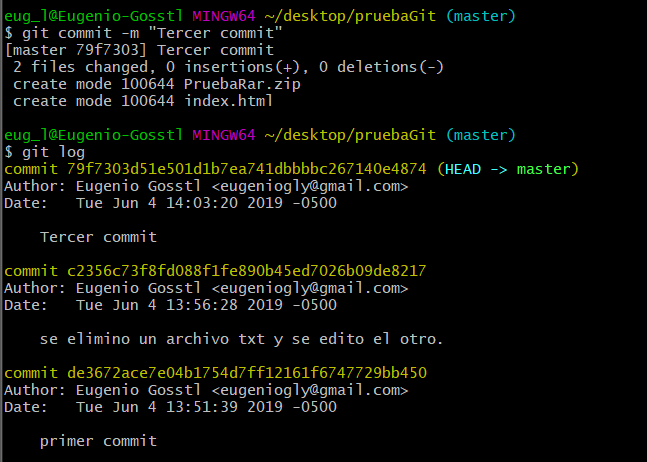 eug_l@Eugenio-Gosstl MINGW64 ~/desktop/pruebaGit (master)
$ git commit -m "Tercer commit"
[master 79f7303] Tercer commit
 2 files changed, 0 insertions(+), 0 deletions(-)
 create mode 100644 PruebaRar.zip
 create mode 100644 index.html

eug_l@Eugenio-Gosstl MINGW64 ~/desktop/pruebaGit (master)
$ git log
commit 79f7303d51e501d1b7ea741dbbbbc267140e4874 (HEAD -> master)
Author: Eugenio Gosstl <eugeniogly@gmail.com>
Date:   Tue Jun 4 14:03:20 2019 -0500

    Tercer commit

commit c2356c73f8fd088f1fe890b45ed7026b09de8217
Author: Eugenio Gosstl <eugeniogly@gmail.com>
Date:   Tue Jun 4 13:56:28 2019 -0500

    se elimino un archivo txt y se edito el otro.

commit de3672ace7e04b1754d7ff12161f6747729bb450
Author: Eugenio Gosstl <eugeniogly@gmail.com>
Date:   Tue Jun 4 13:51:39 2019 -0500

    primer commit